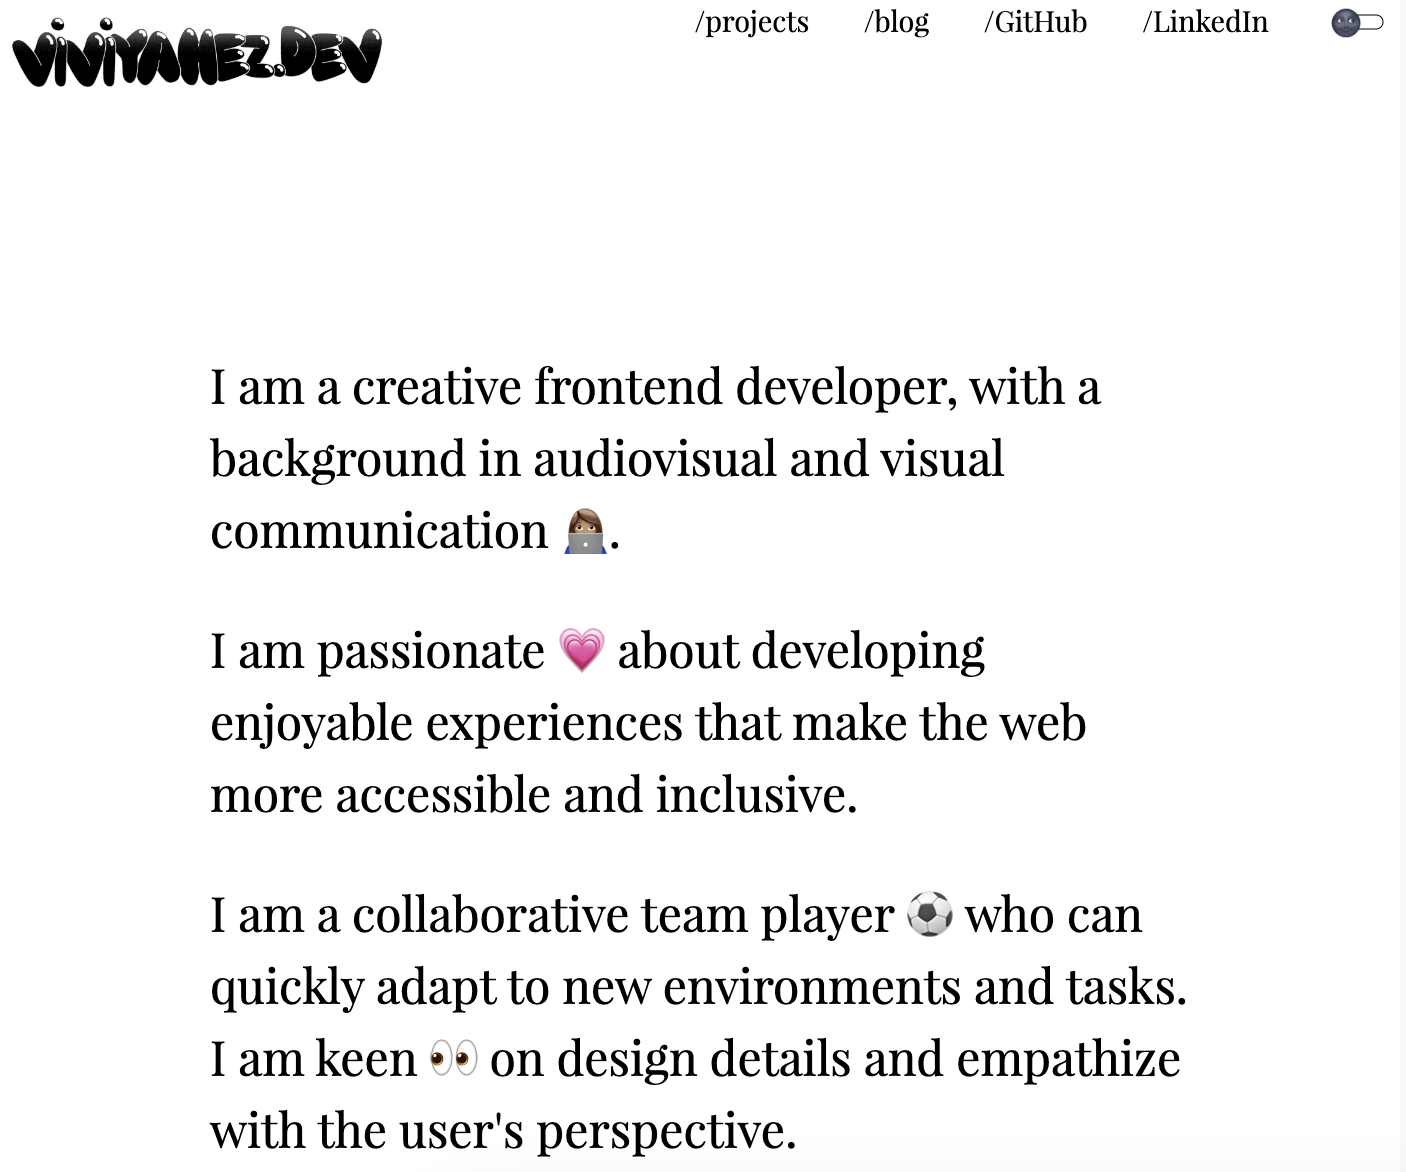 ViViYAHEZ.DEV
/projects /blog /GitHub /LinkedIn
I am a creative frontend developer, with a
background in audiovisual and visual
communication 👩🏽‍💻.
I am passionate 💗 about developing
enjoyable experiences that make the web
more accessible and inclusive.
I am a collaborative team player ⚽ who can
quickly adapt to new environments and tasks.
I am keen 👀 on design details and empathize
with the user's perspective.